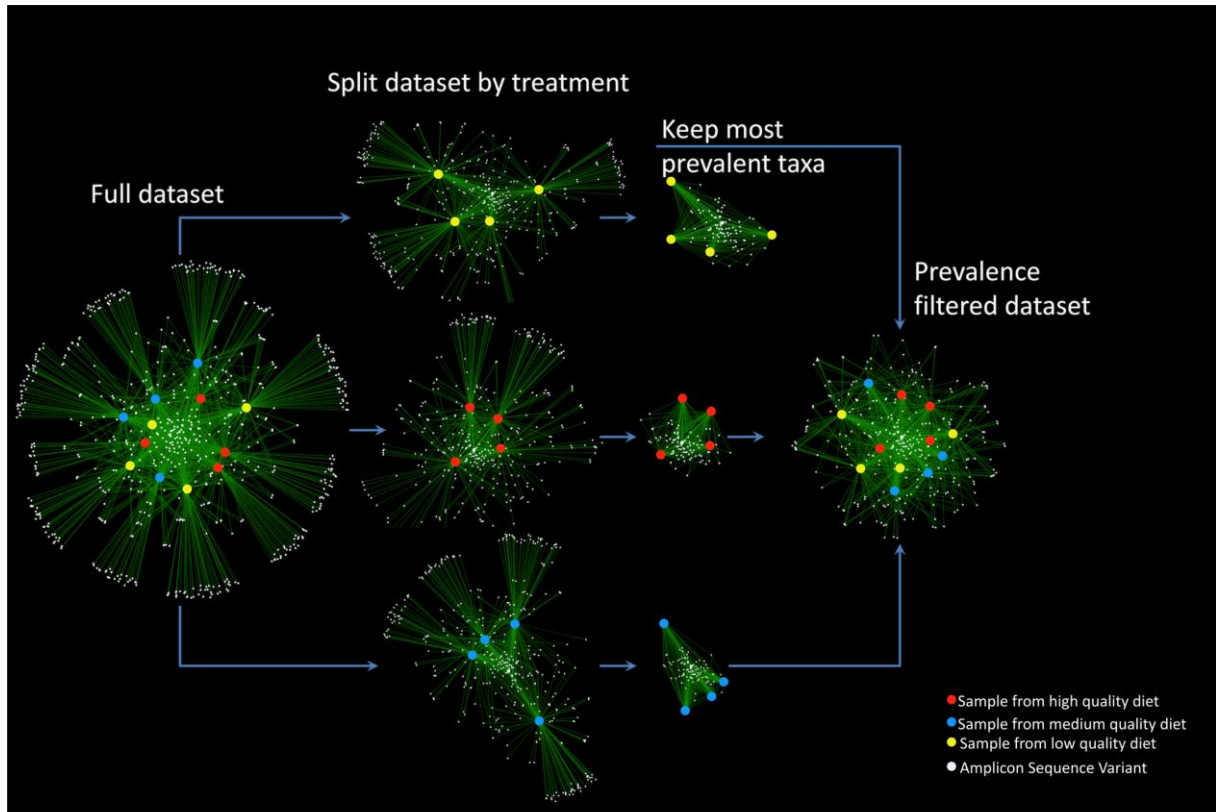 Split dataset by treatment
Keep most
prevalent taxa
Full dataset
Prevalence
filtered dataset
Sample from high quality diet
Sample from medium quality diet
Sample from low quality diet
Amplicon Sequence Variant